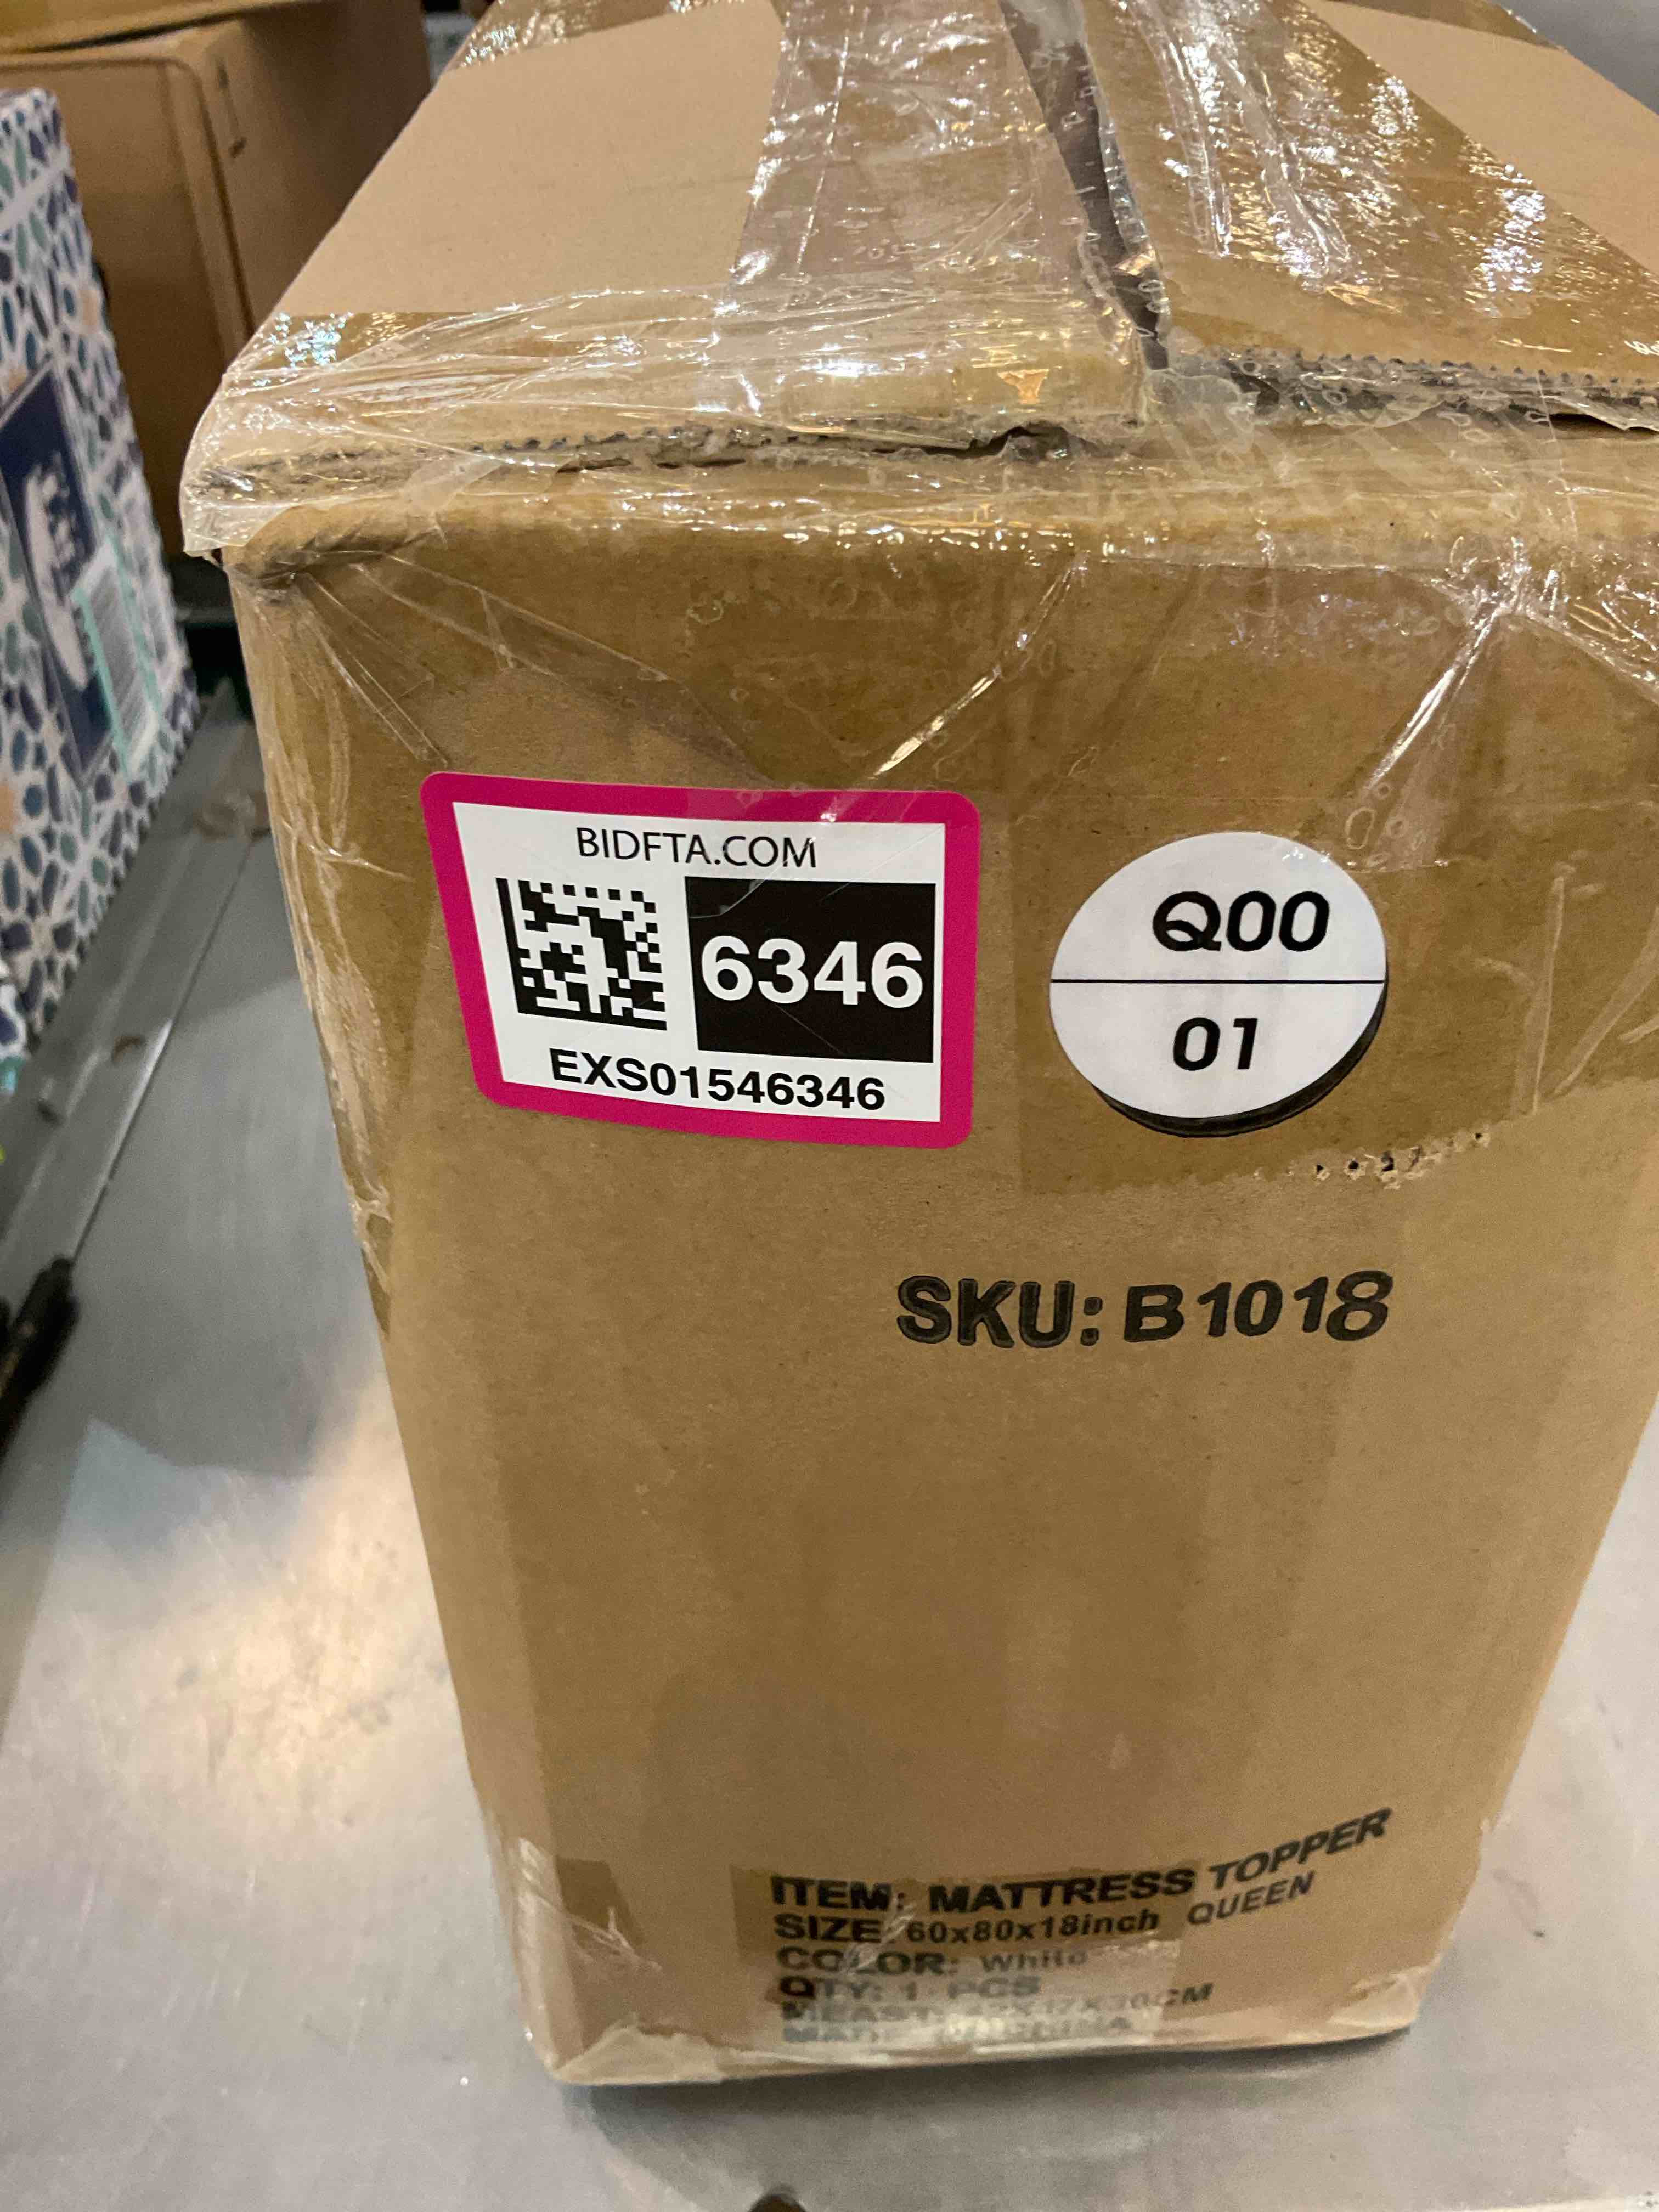 BIDFTA.COM
6346
EXS01546346
Q00
01
SKU: B1018
ITEM: MATTRESS TOPPER
SIZE: 60x80x18inch QUEEN
COLOR: White
QTY: 1 PCS